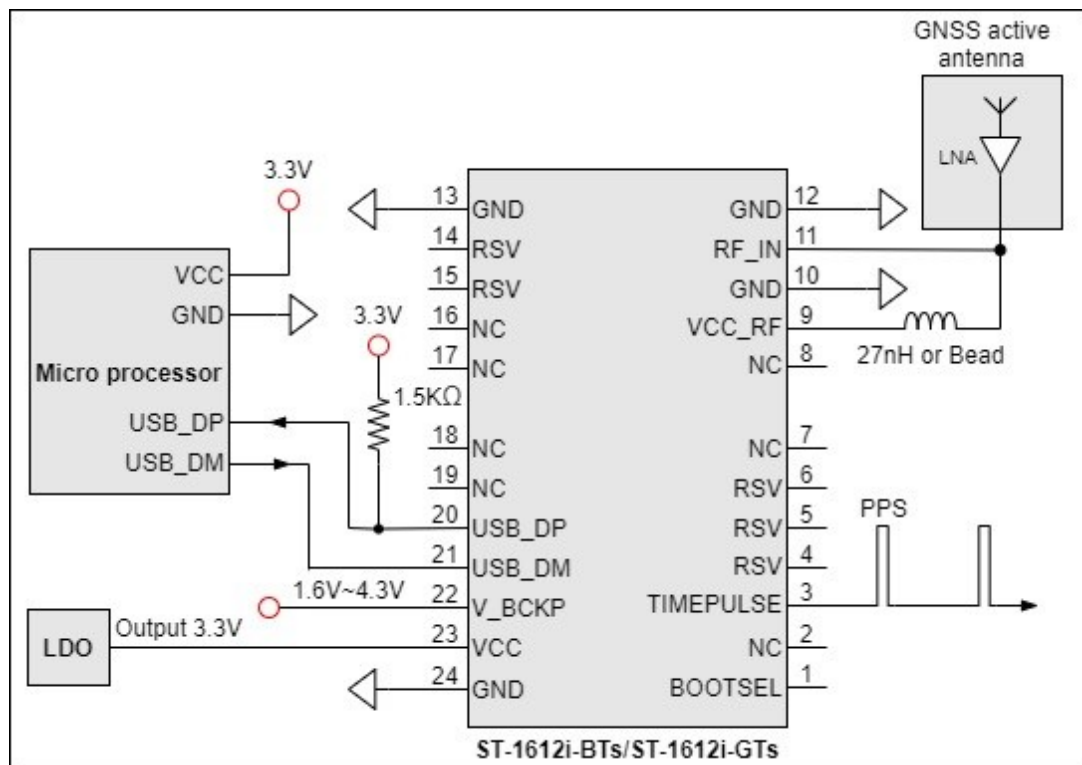 GNSS active
antenna
LNA
3.3V
13 GND
14 RSV
15 RSV
16 NC
17 NC
18 NC
19 NC
20 USB_DP
21 USB_DM
22 V_BCKP
23 VCC
24 GND
GND 12
RF_IN 11
GND 10
VCC_RF 9
NC 8
NC 7
RSV 6
RSV 5
RSV 4
TIMEPULSE 3
NC 2
BOOTSEL 1
27nH or Bead
VCC
GND
Micro processor
USB_DP
USB_DM
3.3V
1.5KΩ
1.6V~4.3V
LDO
Output 3.3V
PPS
ST-1612i-BTs/ST-1612i-GTs